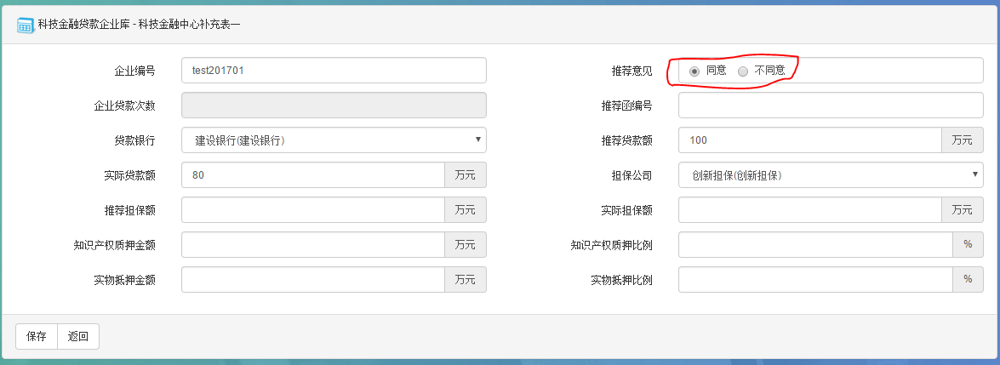 科技金融贷款企业库 - 科技金融中心补充表一
企业编号 test201701 推荐意见 同意 不同意
企业贷款次数 推荐函编号
贷款银行 建设银行(建设银行) 推荐贷款额 100 万元
实际贷款额 80 万元 担保公司 创新担保(创新担保)
推荐担保额 万元 实际担保额 万元
知识产权质押金额 万元 知识产权质押比例 %
实物抵押金额 万元 实物抵押比例 %
保存 返回